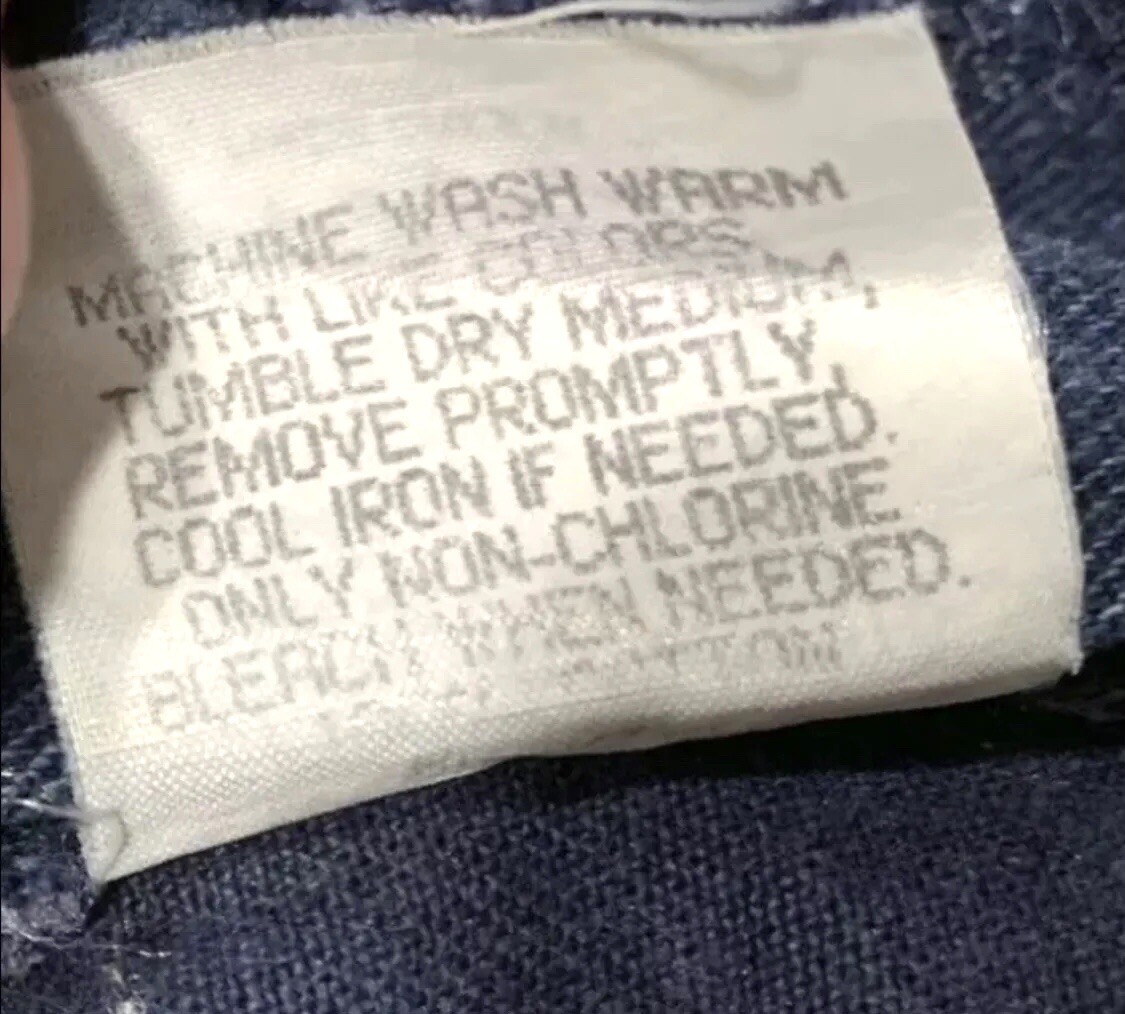 MACHINE WASH WARM
WITH LIKE COLORS
TUMBLE DRY MEDIUM,
REMOVE PROMPTLY,
COOL IRON IF NEEDED.
ONLY NON-CHLORINE
BLEACH WHEN NEEDED.